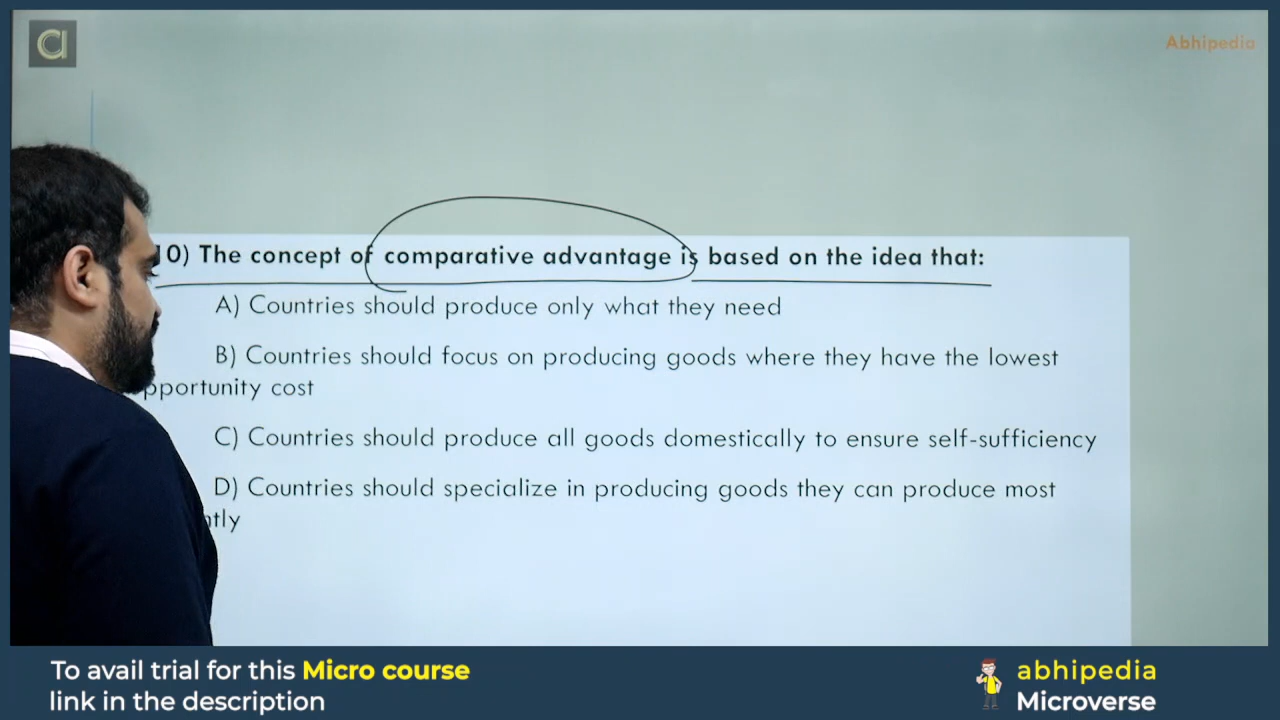 Abhipedia
10) The concept of comparative advantage is based on the idea that:
A) Countries should produce only what they need
B) Countries should focus on producing goods where they have the lowest
pportunity cost
C) Countries should produce all goods domestically to ensure self-sufficiency
D) Countries should specialize in producing goods they can produce most
ntly
To avail trial for this Micro course
link in the description
abhipedia
Microverse